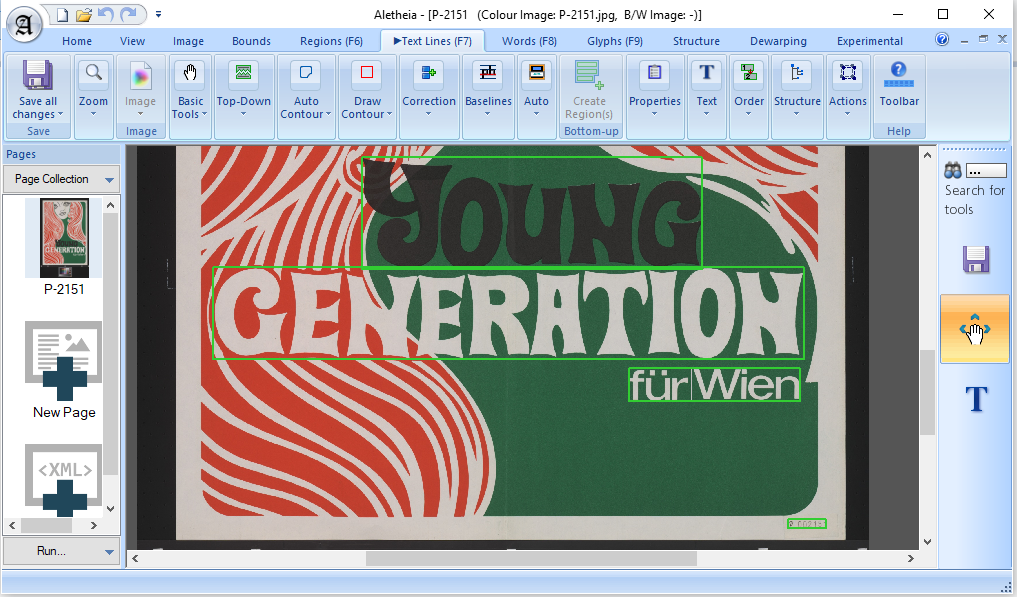 Aletheia - [P-2151 (Colour Image: P-2151.jpg, B/W Image: -)]
Home View Image Bounds Regions (F6) ▶Text Lines (F7) Words (F8) Glyphs (F9) Structure Dewarping Experimental
Save all changes
Zoom
Image
Basic Tools
Top-Down
Auto Contour
Draw Contour
Correction
Baselines
Auto
Create Region(s)
Properties
Text
Order
Structure
Actions
Toolbar
Save Image Bottom-up Help
Pages
Page Collection
P-2151
New Page
<XML>
Run...
YOUNG
GENERATION
für Wien
...
Search for
tools
T